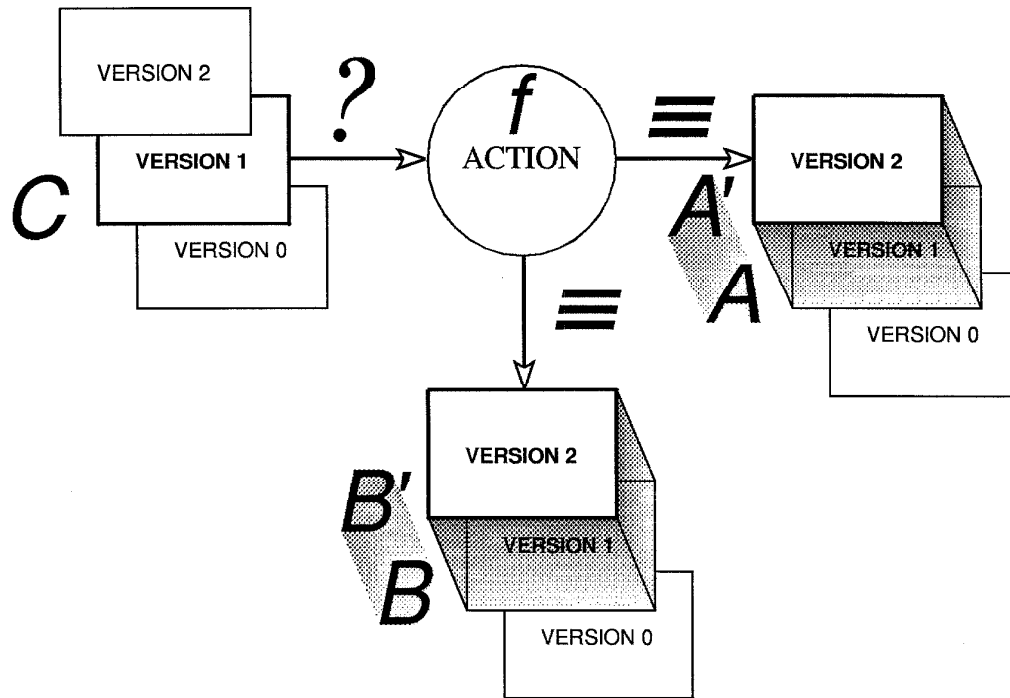 VERSION 2
VERSION 1
VERSION 0
C
?
f
ACTION
≡
A'
A
VERSION 2
VERSION 1
VERSION 0
≡
B'
B
VERSION 2
VERSION 1
VERSION 0